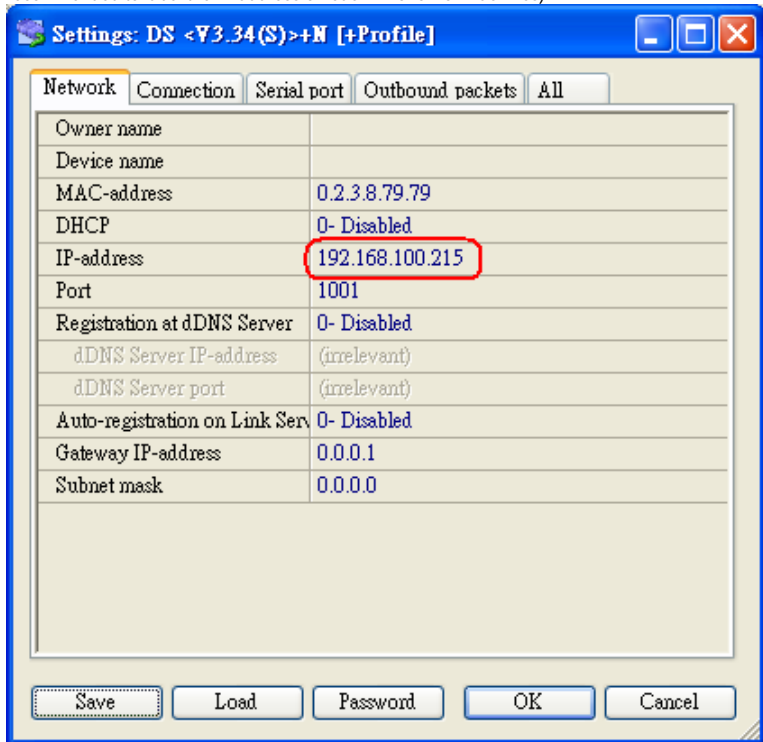 Settings: DS <V3.34(S)>+N [+Profile]
Network Connection Serial port Outbound packets All
Owner name
Device name
MAC-address 0.2.3.8.79.79
DHCP 0- Disabled
IP-address 192.168.100.215
Port 1001
Registration at dDNS Server 0- Disabled
dDNS Server IP-address (irrelevant)
dDNS Server port (irrelevant)
Auto-registration on Link Serv 0- Disabled
Gateway IP-address 0.0.0.1
Subnet mask 0.0.0.0
Save Load Password OK Cancel